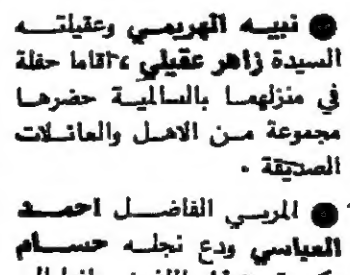 ● نبيه الهريمي وعقيلته
السيدة زاهر عقيلي ، اقاما حفلة
في منزلهما بالسالمية حضرها
مجموعة من الاهل والعائلات
الصديقة .
● المربي الفاضل احمد
العباسي ودع نجله حسام